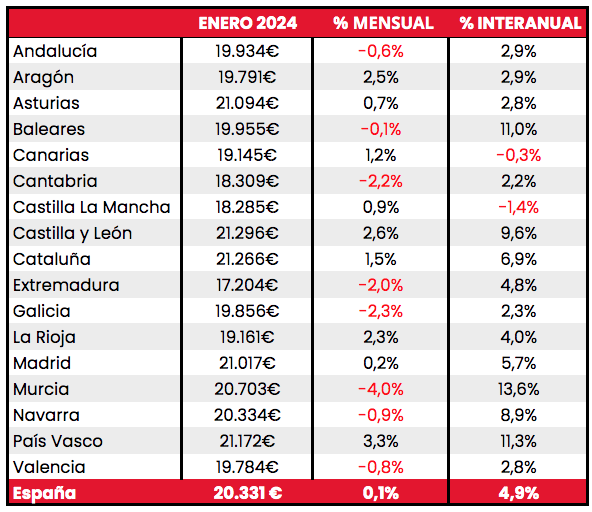 ENERO 2024 % MENSUAL % INTERANUAL
Andalucía 19.934€ -0,6% 2,9%
Aragón 19.791€ 2,5% 2,9%
Asturias 21.094€ 0,7% 2,8%
Baleares 19.955€ -0,1% 11,0%
Canarias 19.145€ 1,2% -0,3%
Cantabria 18.309€ -2,2% 2,2%
Castilla La Mancha 18.285€ 0,9% -1,4%
Castilla y León 21.296€ 2,6% 9,6%
Cataluña 21.266€ 1,5% 6,9%
Extremadura 17.204€ -2,0% 4,8%
Galicia 19.856€ -2,3% 2,3%
La Rioja 19.161€ 2,3% 4,0%
Madrid 21.017€ 0,2% 5,7%
Murcia 20.703€ -4,0% 13,6%
Navarra 20.334€ -0,9% 8,9%
País Vasco 21.172€ 3,3% 11,3%
Valencia 19.784€ -0,8% 2,8%
España 20.331 € 0,1% 4,9%